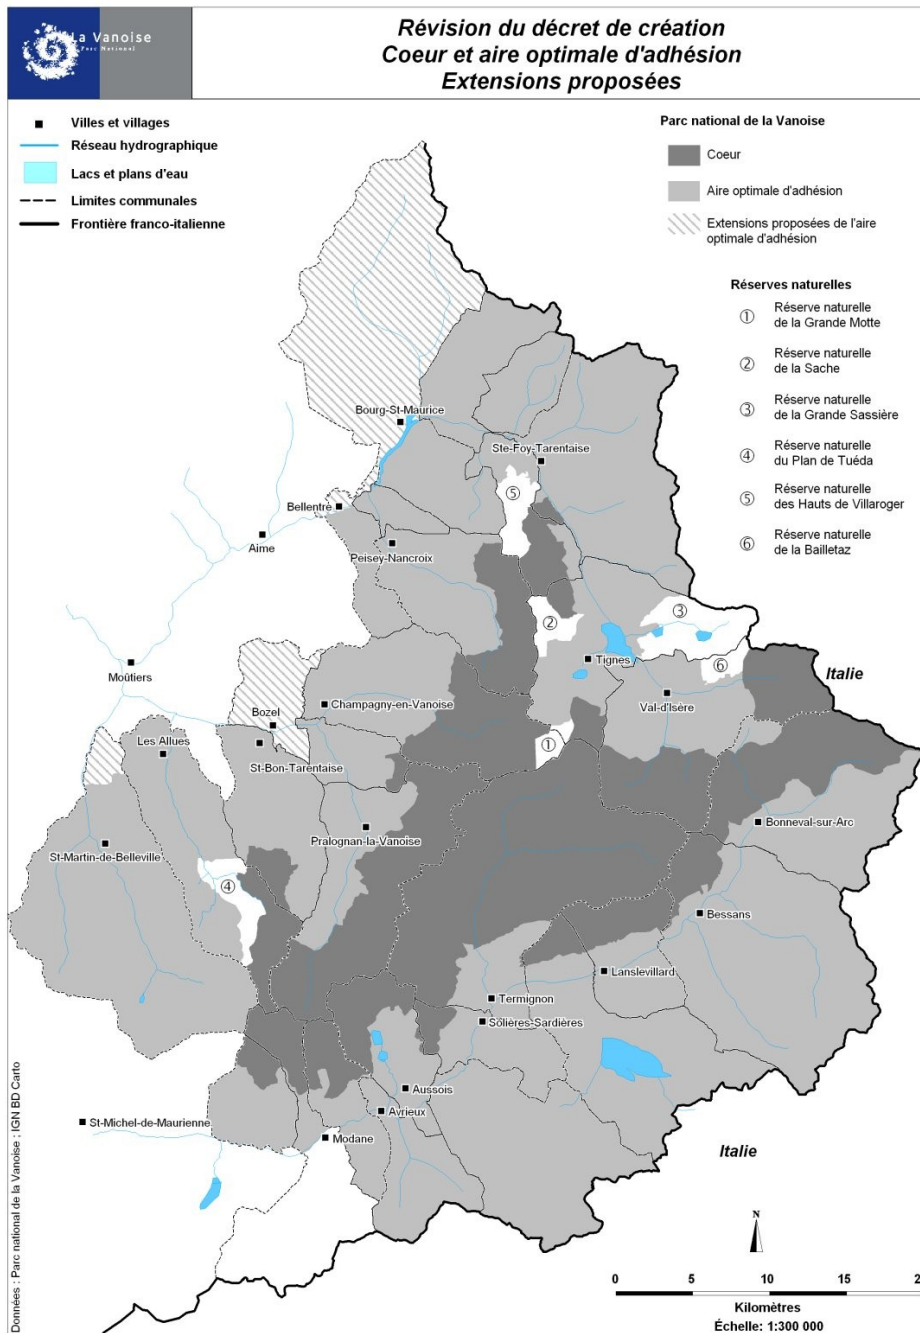 La Vanoise
Parc National
Révision du décret de création
Coeur et aire optimale d'adhésion
Extensions proposées
Villes et villages
Réseau hydrographique
Lacs et plans d'eau
Limites communales
Frontière franco-italienne
Parc national de la Vanoise
Coeur
Aire optimale d'adhésion
Extensions proposées de l'aire
optimale d'adhésion
Réserves naturelles
① Réserve naturelle
de la Grande Motte
② Réserve naturelle
de la Sache
③ Réserve naturelle
de la Grande Sassière
④ Réserve naturelle
du Plan de Tuéda
⑤ Réserve naturelle
des Hauts de Villaroger
⑥ Réserve naturelle
de la Bailletaz
Bourg-St-Maurice
Ste-Foy-Tarentaise
⑤
Bellentre
Aime
Peisey-Nancroix
③
②
Moûtiers
Tignes
⑥
Italie
Champagny-en-Vanoise
Val-d'Isère
Bozel
Les Allues
St-Bon-Tarentaise
①
Bonneval-sur-Arc
Pralognan-la-Vanoise
St-Martin-de-Belleville
④
Bessans
Lanslevillard
Termignon
Sollières-Sardières
Aussois
Avrieux
St-Michel-de-Maurienne
Modane
Italie
N
0 5 10 15 2
Kilomètres
Échelle: 1:300 000
Données : Parc national de la Vanoise ; IGN BD Carto